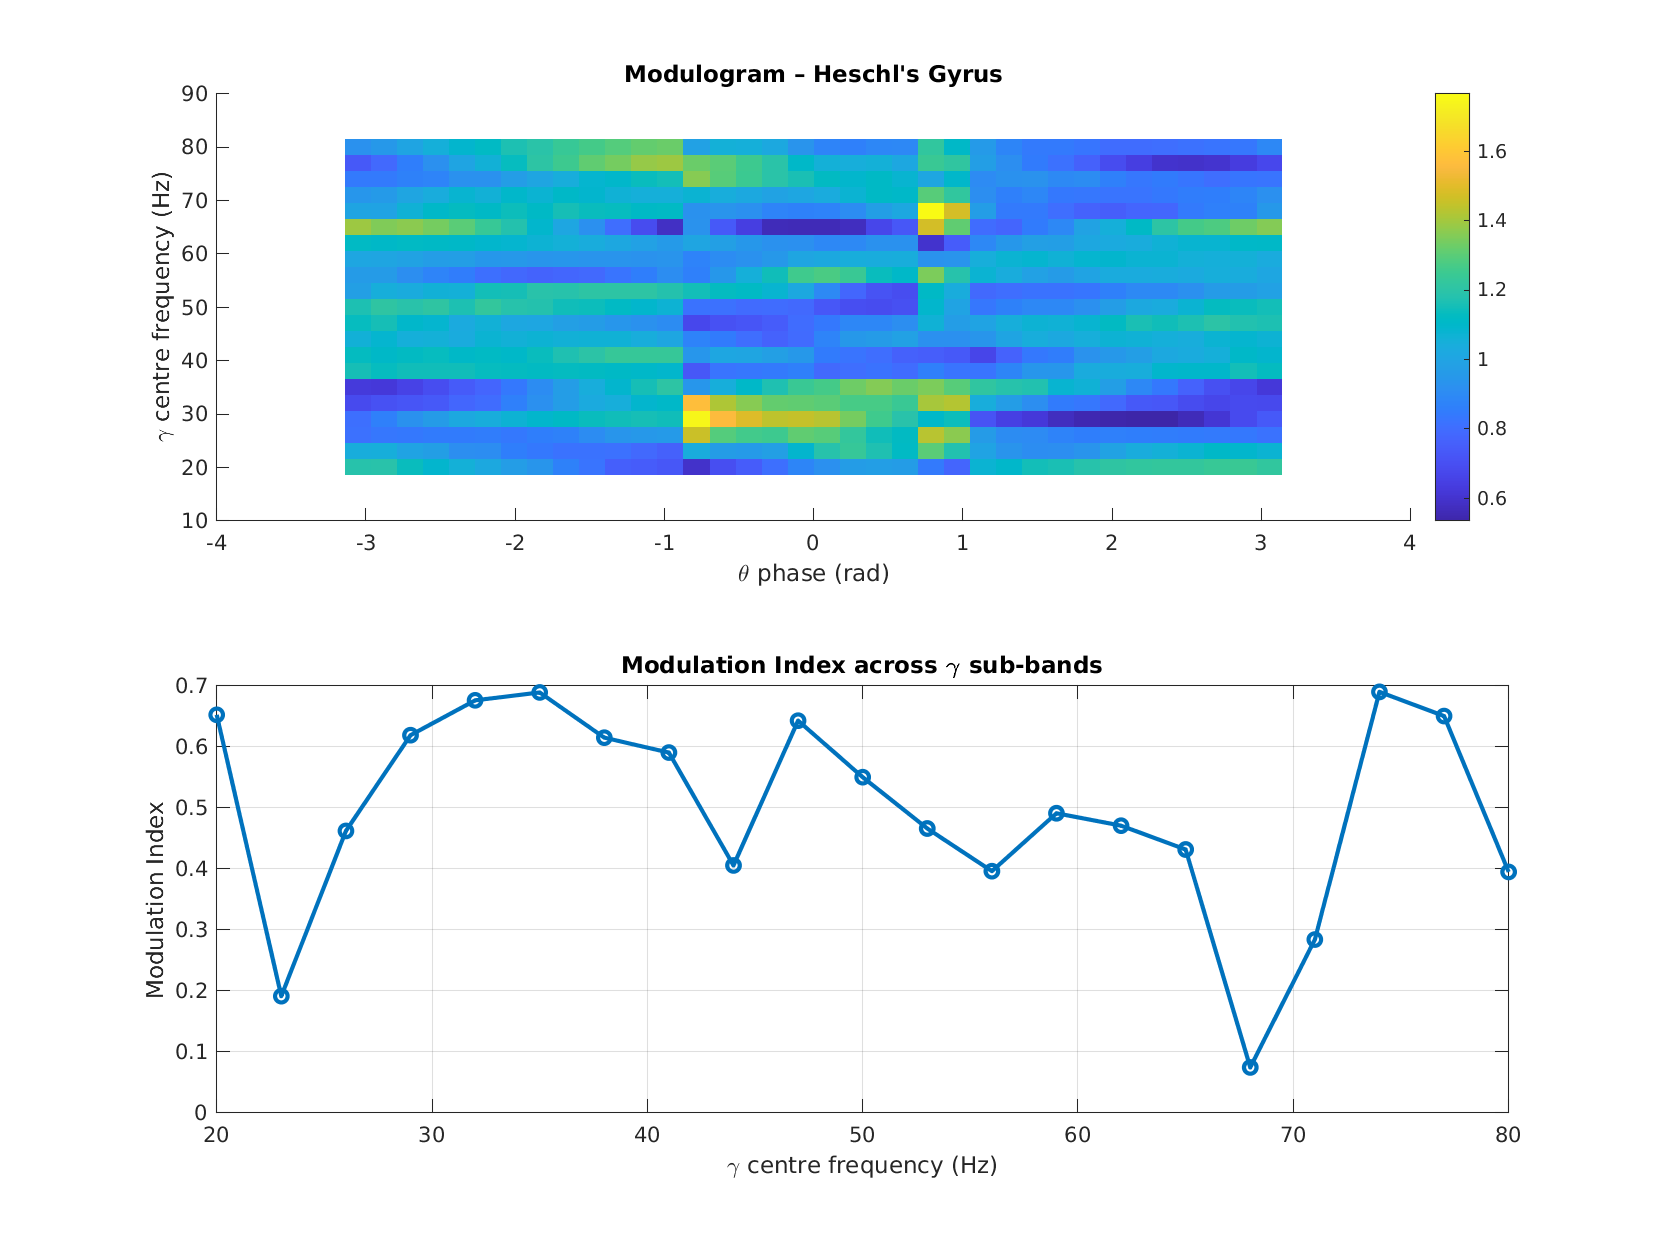 Modulogram – Heschl's Gyrus
90
80
70
60
50
40
30
20
10
γ centre frequency (Hz)
-4 -3 -2 -1 0 1 2 3 4
θ phase (rad)
1.6
1.4
1.2
1
0.8
0.6
Modulation Index across γ sub-bands
0.7
0.6
0.5
0.4
0.3
0.2
0.1
0
Modulation Index
20 30 40 50 60 70 80
γ centre frequency (Hz)